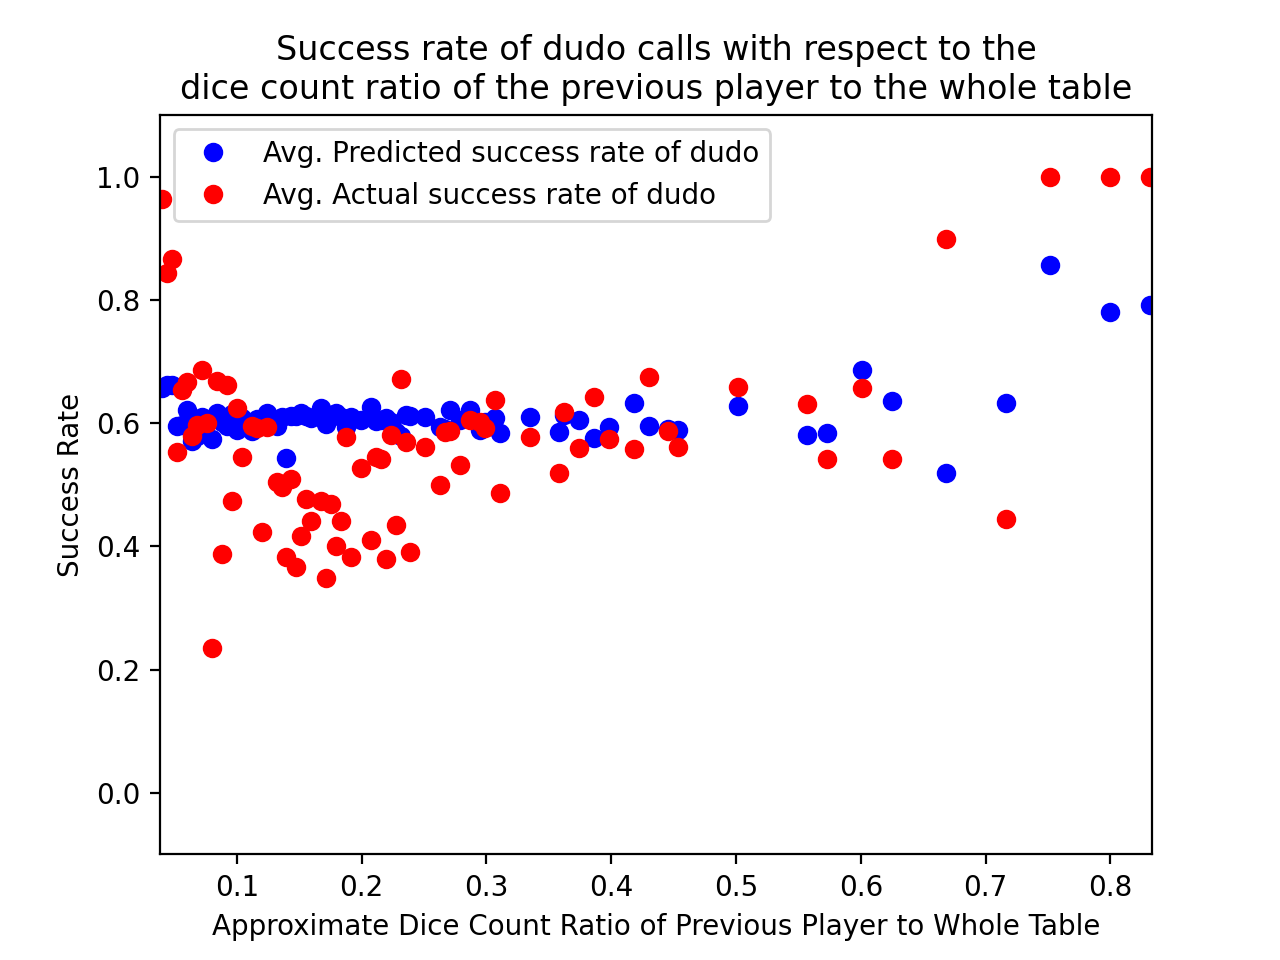 Success rate of dudo calls with respect to the
dice count ratio of the previous player to the whole table
Avg. Predicted success rate of dudo
Avg. Actual success rate of dudo
1.0
0.8
0.6
0.4
0.2
0.0
Success Rate
0.1 0.2 0.3 0.4 0.5 0.6 0.7 0.8
Approximate Dice Count Ratio of Previous Player to Whole Table